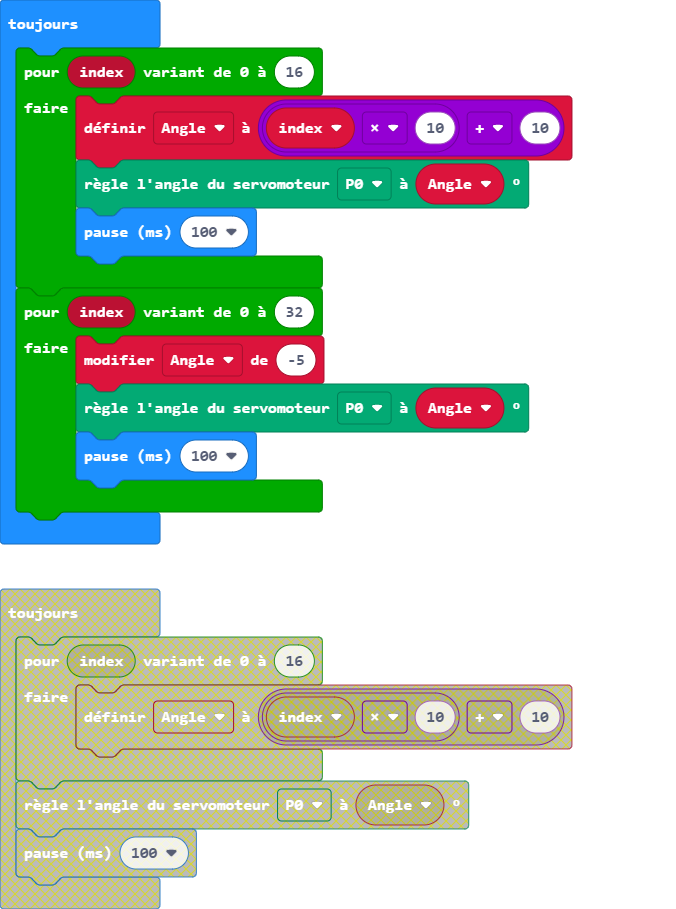 toujours
pour index variant de 0 à 16
faire
définir Angle à index × 10 + 10
règle l'angle du servomoteur P0 à Angle °
pause (ms) 100
pour index variant de 0 à 32
faire
modifier Angle de -5
règle l'angle du servomoteur P0 à Angle °
pause (ms) 100
toujours
pour index variant de 0 à 16
faire
définir Angle à index × 10 + 10
règle l'angle du servomoteur P0 à Angle °
pause (ms) 100